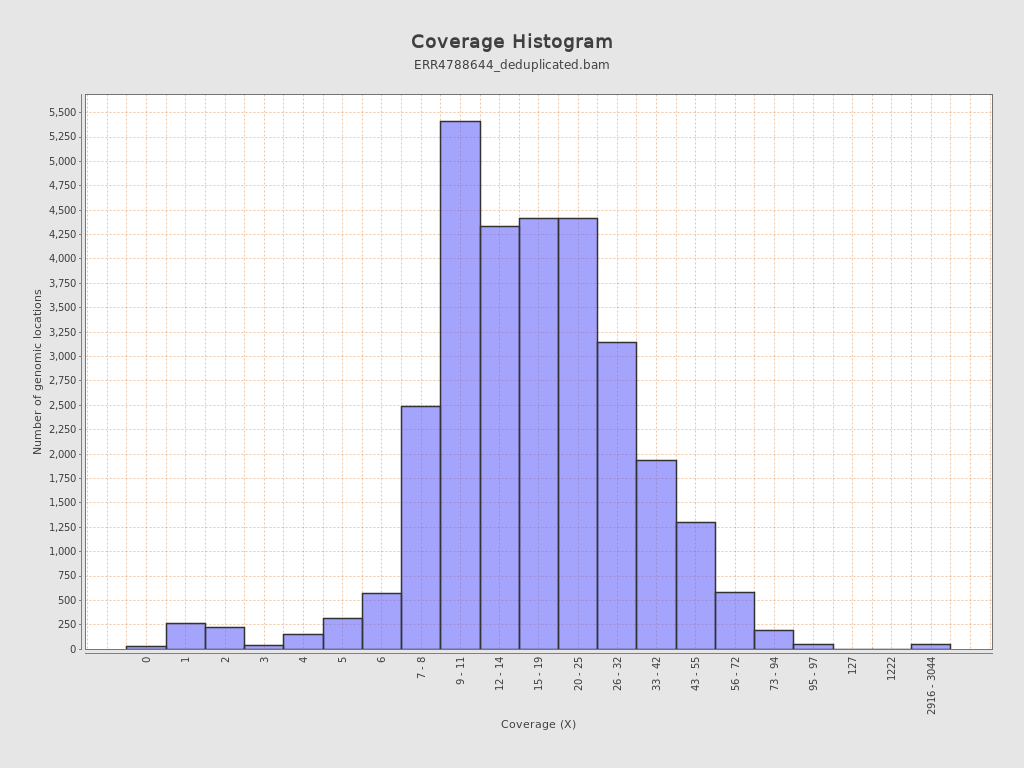 Coverage Histogram
ERR4788644_deduplicated.bam
Number of genomic locations
5,500
5,250
5,000
4,750
4,500
4,250
4,000
3,750
3,500
3,250
3,000
2,750
2,500
2,250
2,000
1,750
1,500
1,250
1,000
750
500
250
0
0
1
2
3
4
5
6
7 - 8
9 - 11
12 - 14
15 - 19
20 - 25
26 - 32
33 - 42
43 - 55
56 - 72
73 - 94
95 - 97
127
1222
2916 - 3044
Coverage (X)